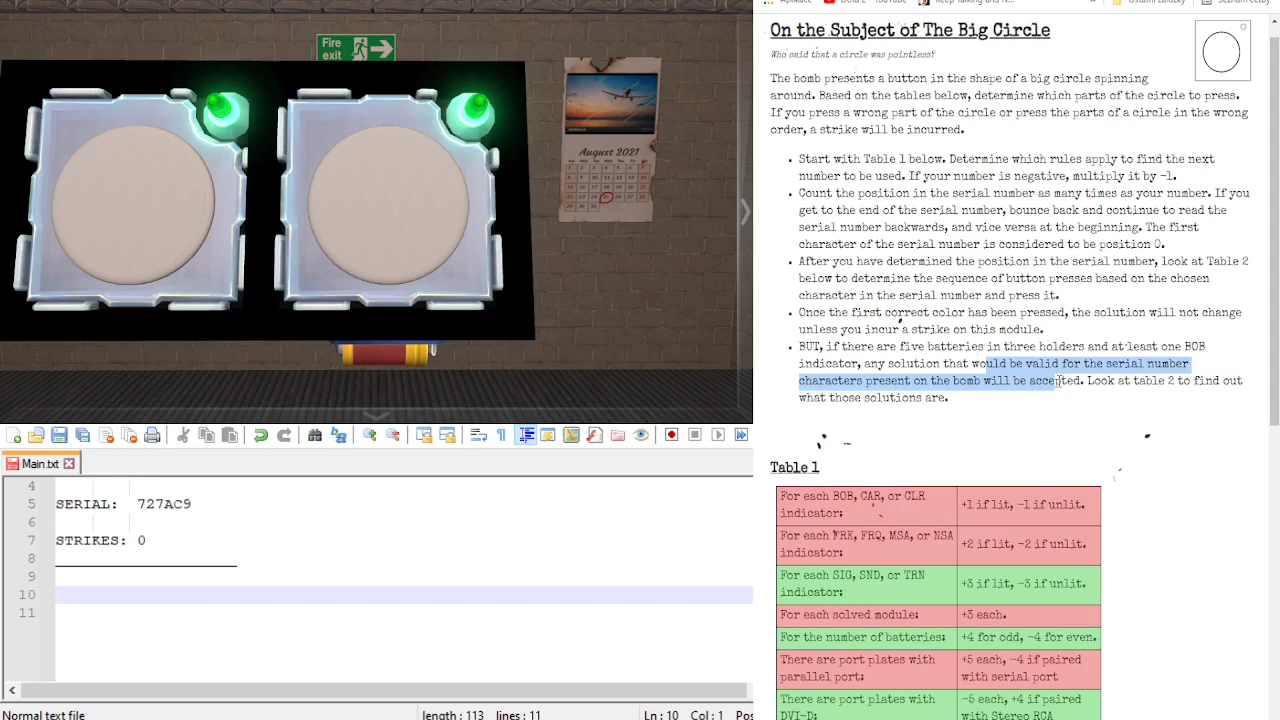 Fire
exit
August 2021
On the Subject of The Big Circle
Who said that a circle was pointless?
The bomb presents a button in the shape of a big circle spinning
around. Based on the tables below, determine which parts of the circle to press.
If you press a wrong part of the circle or press the parts of a circle in the wrong
order, a strike will be incurred.
• Start with Table 1 below. Determine which rules apply to find the next
number to be used. If your number is negative, multiply it by -1.
• Count the position in the serial number as many times as your number. If you
get to the end of the serial number, bounce back and continue to read the
serial number backwards, and vice versa at the beginning. The first
character of the serial number is considered to be position 0.
• After you have determined the position in the serial number, look at Table 2
below to determine the sequence of button presses based on the chosen
character in the serial number and press it.
• Once the first correct color has been pressed, the solution will not change
unless you incur a strike on this module.
• BUT, if there are five batteries in three holders and at least one BOB
indicator, any solution that would be valid for the serial number
characters present on the bomb will be accepted. Look at table 2 to find out
what those solutions are.
Table 1
For each BOB, CAR, or CLR
indicator:
+1 if lit, -1 if unlit.
For each FRK, FRQ, MSA, or NSA
indicator:
+2 if lit, -2 if unlit.
For each SIG, SND, or TRN
indicator:
+3 if lit, -3 if unlit.
For each solved module:
+3 each.
For the number of batteries:
+4 for odd, -4 for even.
There are port plates with
parallel port:
+5 each, -4 if paired
with serial port
There are port plates with
DVI-D:
-5 each, +4 if paired
with Stereo RCA
Main.txt
4
5 SERIAL: 727AC9
6
7 STRIKES: 0
8
9
10
11
Normal text file
length : 113 lines : 11
Ln : 10 Col : 1 Pos